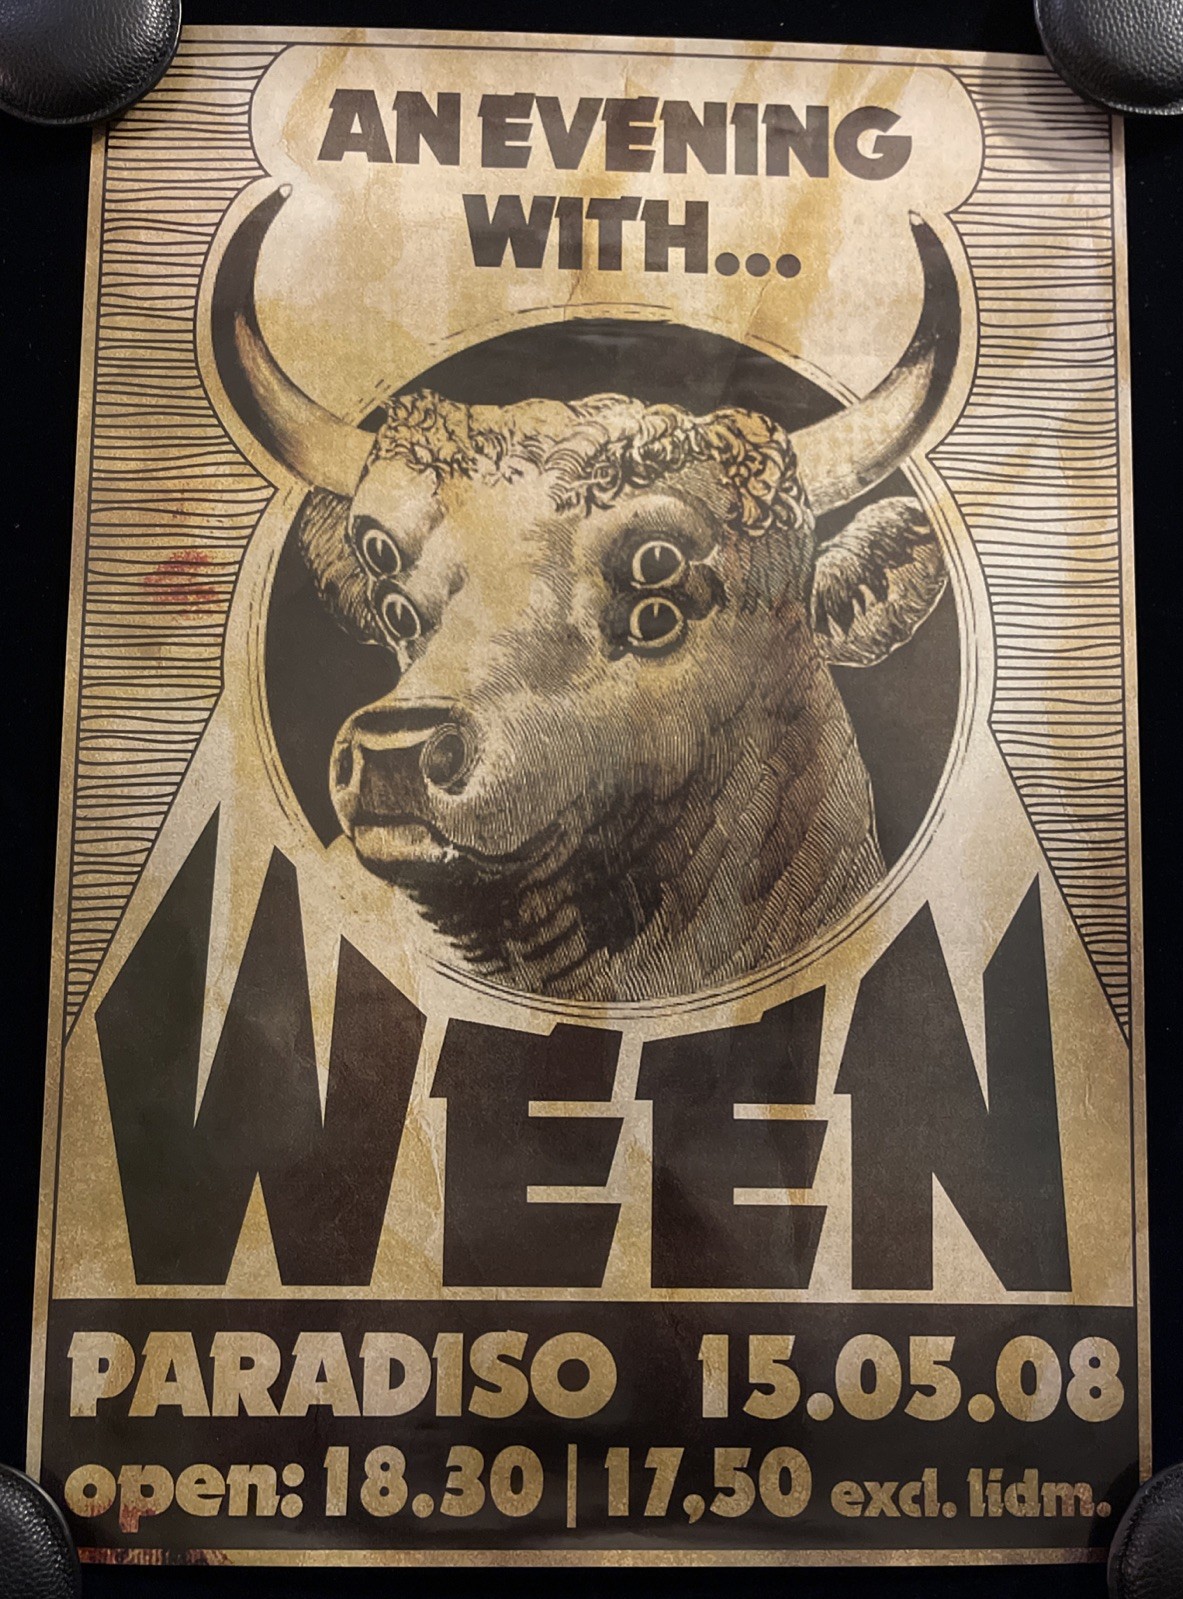 AN EVENING
WITH...
WEEN
PARADISO 15.05.08
open: 18.30 | 17,50 excl. lidm.